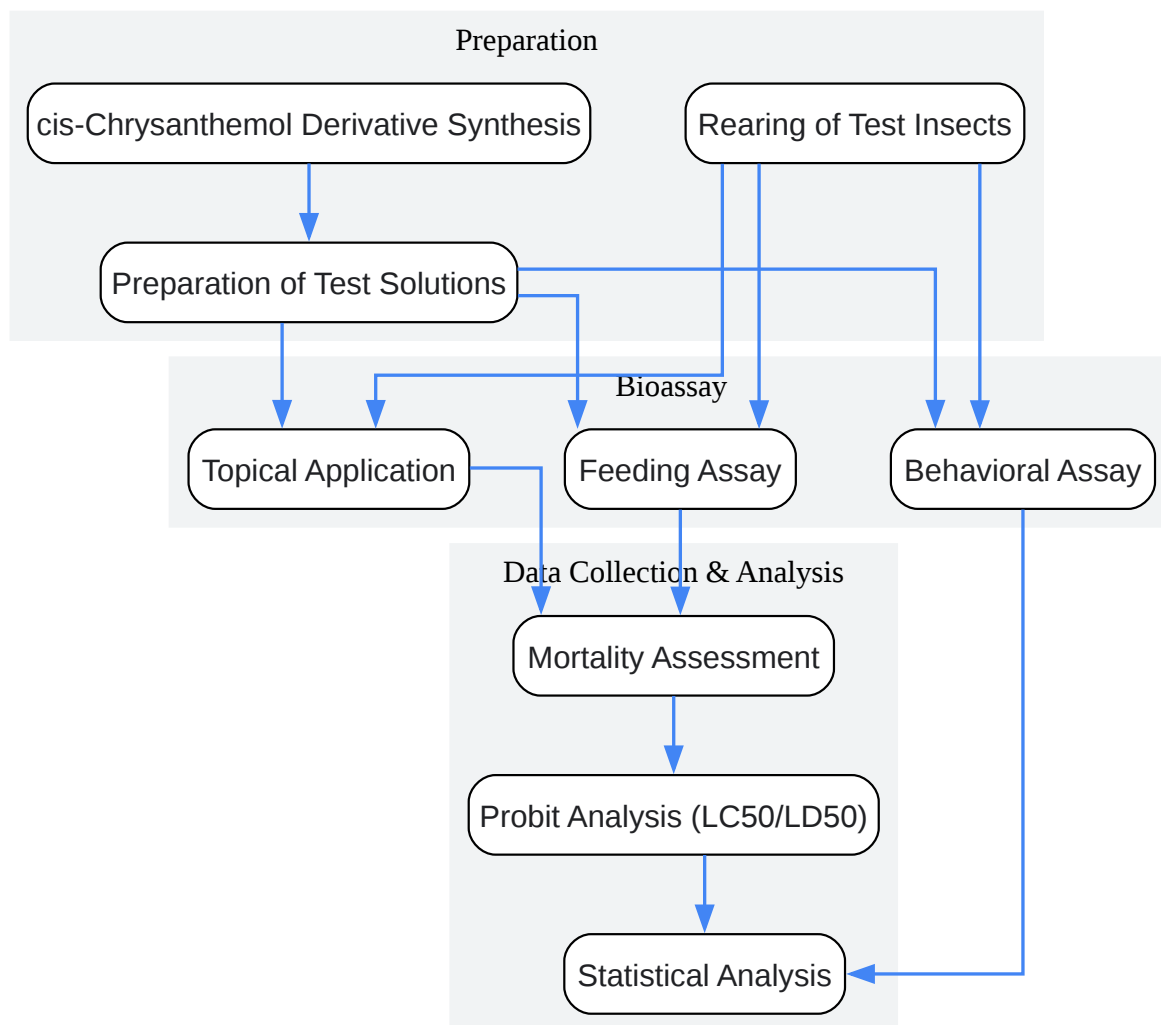 Preparation
cis-Chrysanthemol Derivative Synthesis
Rearing of Test Insects
Preparation of Test Solutions
Bioassay
Topical Application
Feeding Assay
Behavioral Assay
Data Collection & Analysis
Mortality Assessment
Probit Analysis (LC50/LD50)
Statistical Analysis